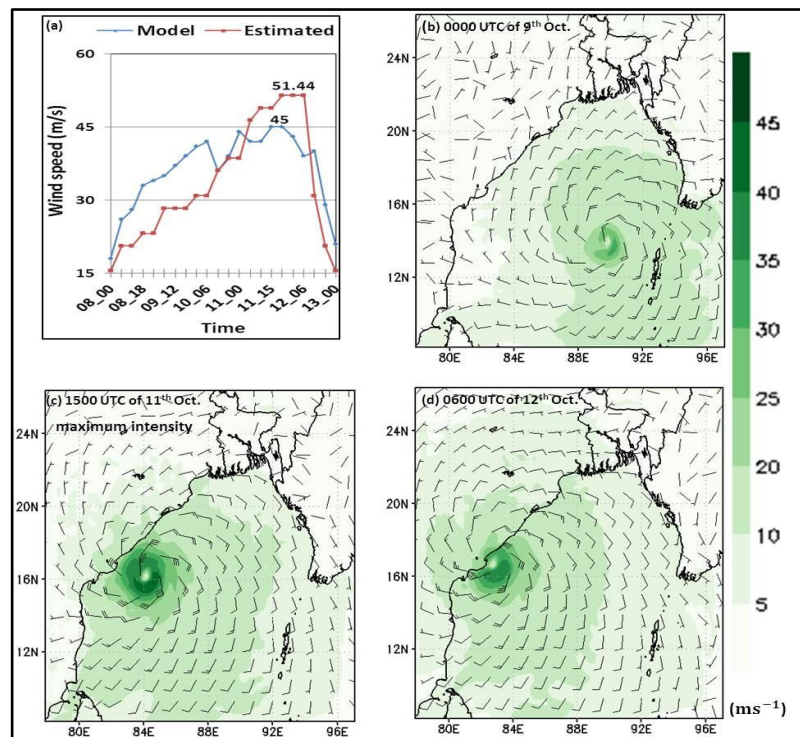 (a)
Model Estimated
60
45
30
15
Wind speed (m/s)
51.44
45
08_00
08_18
09_12
10_06
11_00
11_15
12_06
13_00
Time
(b) 0000 UTC of 9th Oct.
24N
22N
19N
16N
12N
80E 84E 88E 92E 96E
(c) 1500 UTC of 11th Oct.
maximum intensity
24N
20N
16N
12N
80E 84E 88E 92E 96E
(d) 0600 UTC of 12th Oct.
24N
20N
16N
12N
80E 84E 88E 92E 96E
45
40
35
30
25
20
10
5
(ms⁻¹)